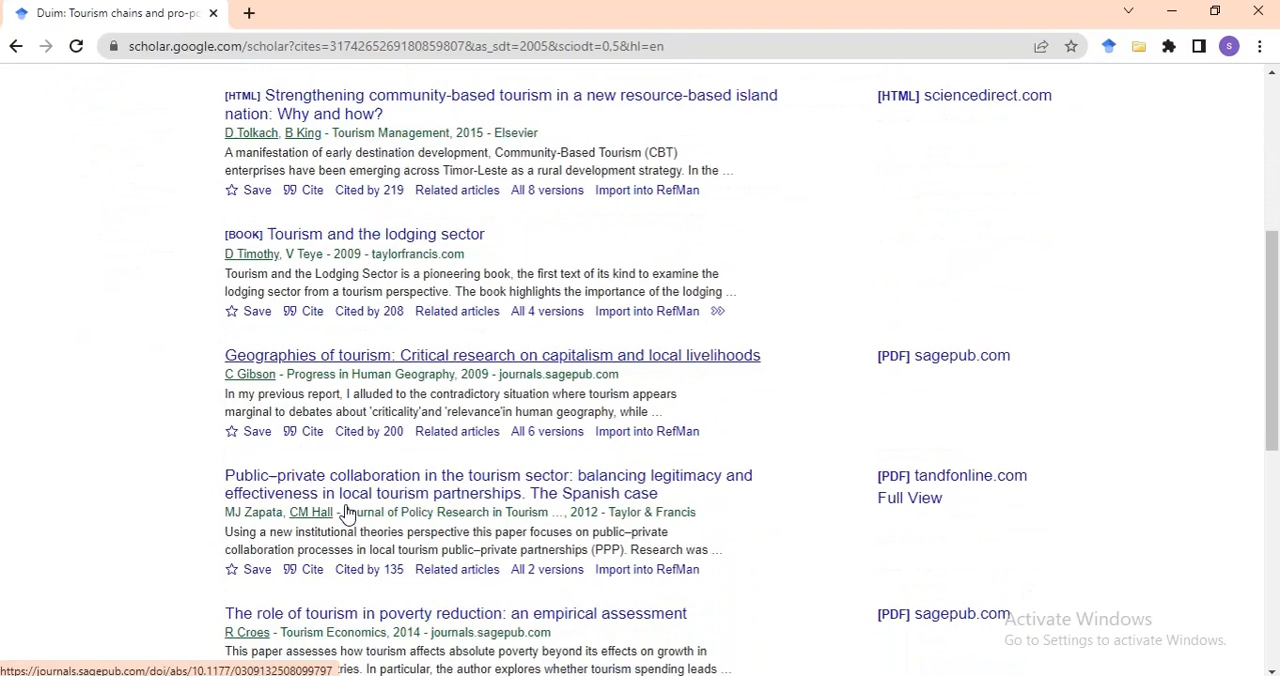 Duim: Tourism chains and pro-po
scholar.google.com/scholar?cites=3174265269180859807&as_sdt=2005&sciodt=0,5&hl=en
S
[HTML] Strengthening community-based tourism in a new resource-based island
nation: Why and how?
D Tolkach, B King - Tourism Management, 2015 - Elsevier
A manifestation of early destination development, Community-Based Tourism (CBT)
enterprises have been emerging across Timor-Leste as a rural development strategy. In the ...
Save Cite Cited by 219 Related articles All 8 versions Import into RefMan
[HTML] sciencedirect.com
[BOOK] Tourism and the lodging sector
D Timothy, V Teye - 2009 - taylorfrancis.com
Tourism and the Lodging Sector is a pioneering book, the first text of its kind to examine the
lodging sector from a tourism perspective. The book highlights the importance of the lodging ...
Save Cite Cited by 208 Related articles All 4 versions Import into RefMan
Geographies of tourism: Critical research on capitalism and local livelihoods
C Gibson - Progress in Human Geography, 2009 - journals.sagepub.com
In my previous report, I alluded to the contradictory situation where tourism appears
marginal to debates about 'criticality'and 'relevance'in human geography, while ...
Save Cite Cited by 200 Related articles All 6 versions Import into RefMan
[PDF] sagepub.com
Public–private collaboration in the tourism sector: balancing legitimacy and
effectiveness in local tourism partnerships. The Spanish case
MJ Zapata, CM Hall - Journal of Policy Research in Tourism ..., 2012 - Taylor & Francis
Using a new institutional theories perspective this paper focuses on public–private
collaboration processes in local tourism public–private partnerships (PPP). Research was ...
Save Cite Cited by 135 Related articles All 2 versions Import into RefMan
[PDF] tandfonline.com
Full View
The role of tourism in poverty reduction: an empirical assessment
R Croes - Tourism Economics, 2014 - journals.sagepub.com
This paper assesses how tourism affects absolute poverty beyond its effects on growth in
ries. In particular, the author explores whether tourism spending leads ...
[PDF] sagepub.com
Activate Windows
Go to Settings to activate Windows.
https://journals.sagepub.com/doi/abs/10.1177/0309132508099797